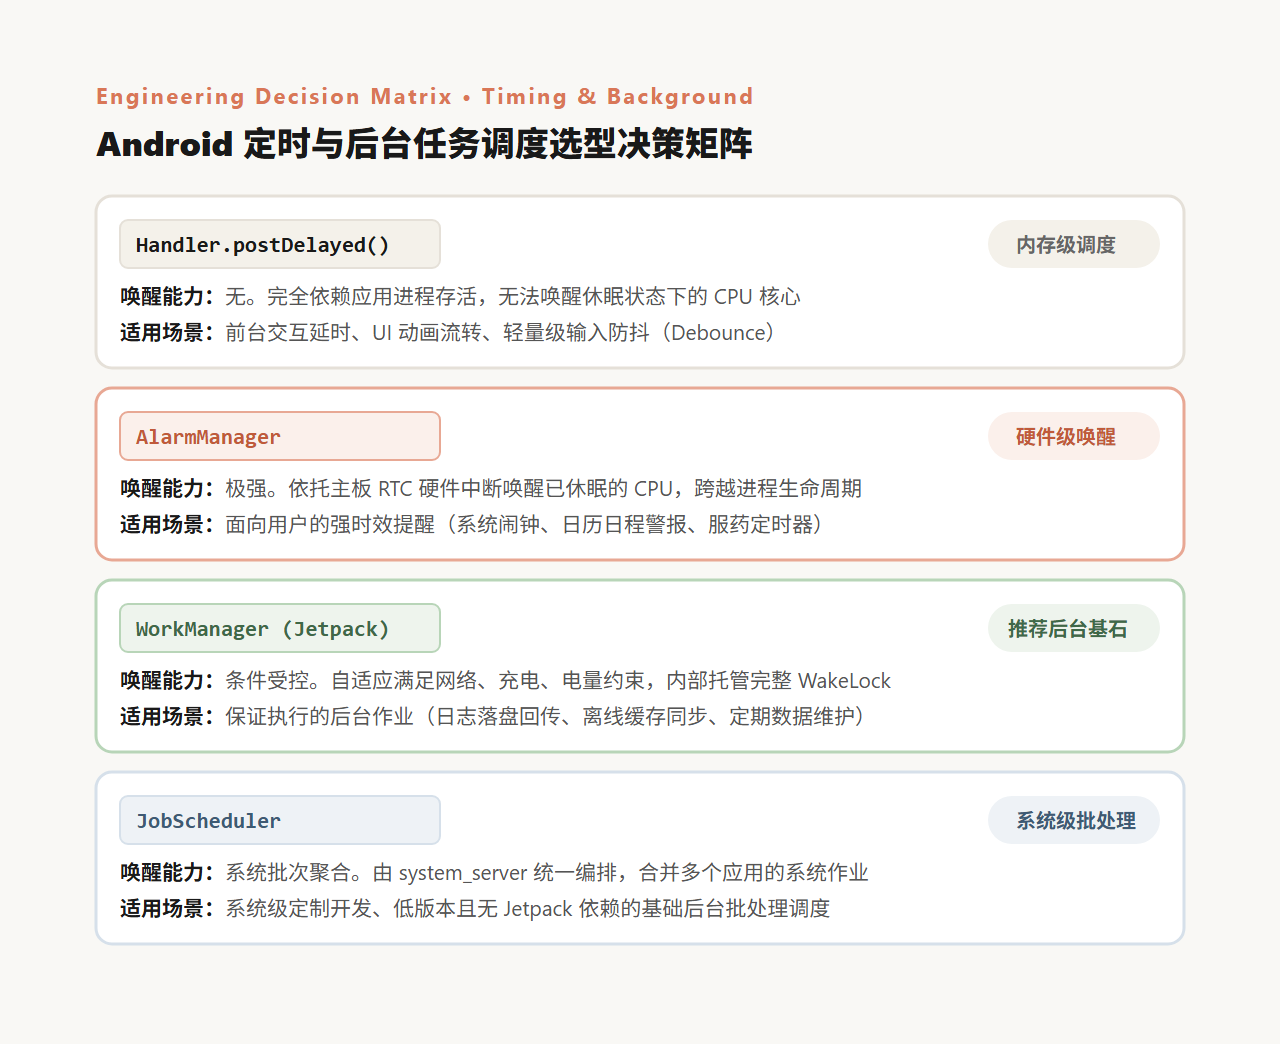 Engineering Decision Matrix • Timing & Background
Android 定时与后台任务调度选型决策矩阵
Handler.postDelayed()
内存级调度
唤醒能力：无。完全依赖应用进程存活，无法唤醒休眠状态下的 CPU 核心
适用场景：前台交互延时、UI 动画流转、轻量级输入防抖（Debounce）
AlarmManager
硬件级唤醒
唤醒能力：极强。依托主板 RTC 硬件中断唤醒已休眠的 CPU，跨越进程生命周期
适用场景：面向用户的强时效提醒（系统闹钟、日历日程警报、服药定时器）
WorkManager (Jetpack)
推荐后台基石
唤醒能力：条件受控。自适应满足网络、充电、电量约束，内部托管完整 WakeLock
适用场景：保证执行的后台作业（日志落盘回传、离线缓存同步、定期数据维护）
JobScheduler
系统级批处理
唤醒能力：系统批次聚合。由 system_server 统一编排，合并多个应用的系统作业
适用场景：系统级定制开发、低版本且无 Jetpack 依赖的基础后台批处理调度